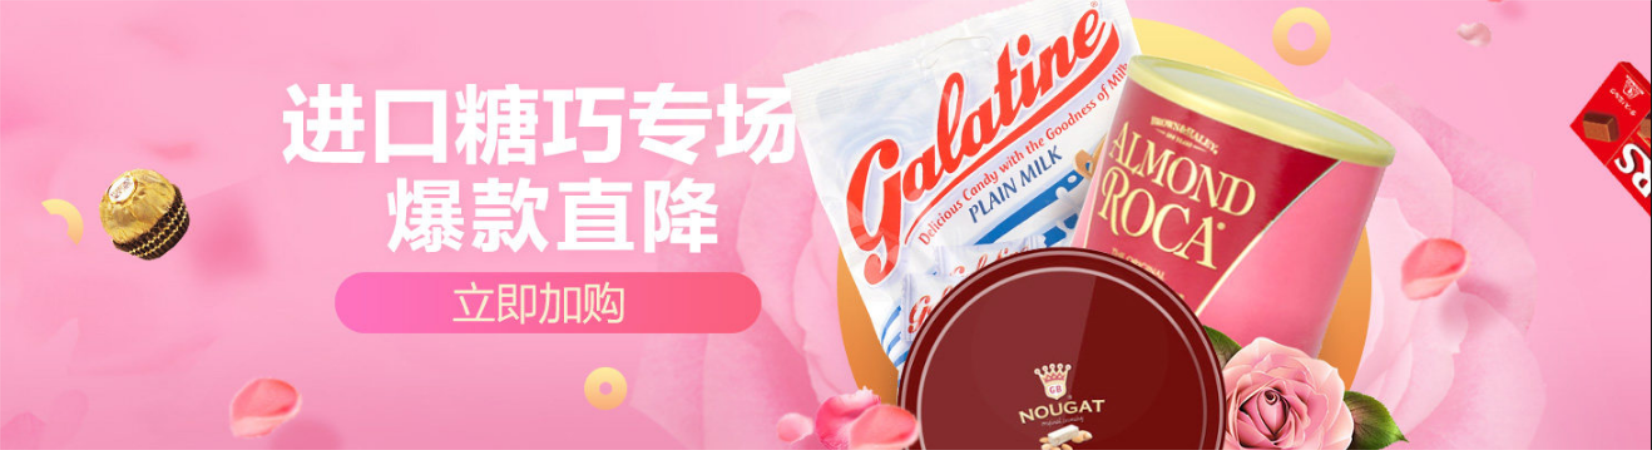 进口糖巧专场
爆款直降
立即加购
Galatine
Delicious Candy with the Goodness of Milk
PLAIN MILK
BROWN & HALEY
ALMOND
ROCA
THE ORIGINAL
GB
NOUGAT